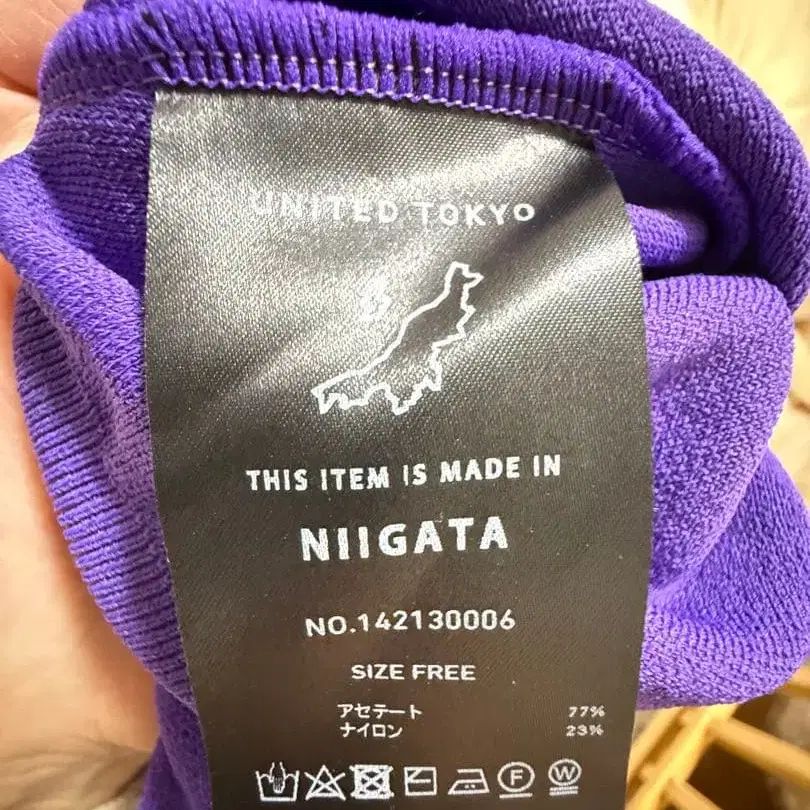 UNITED TOKYO
THIS ITEM IS MADE IN
NIIGATA
NO.142130006
SIZE FREE
アセテート 77%
ナイロン 23%
F W